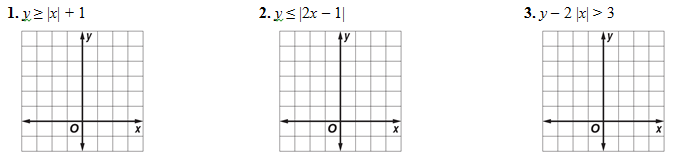 1. y ≥ |x| + 1
2. y ≤ |2x – 1|
3. y – 2 |x| > 3
y
O
x
y
O
x
y
O
x